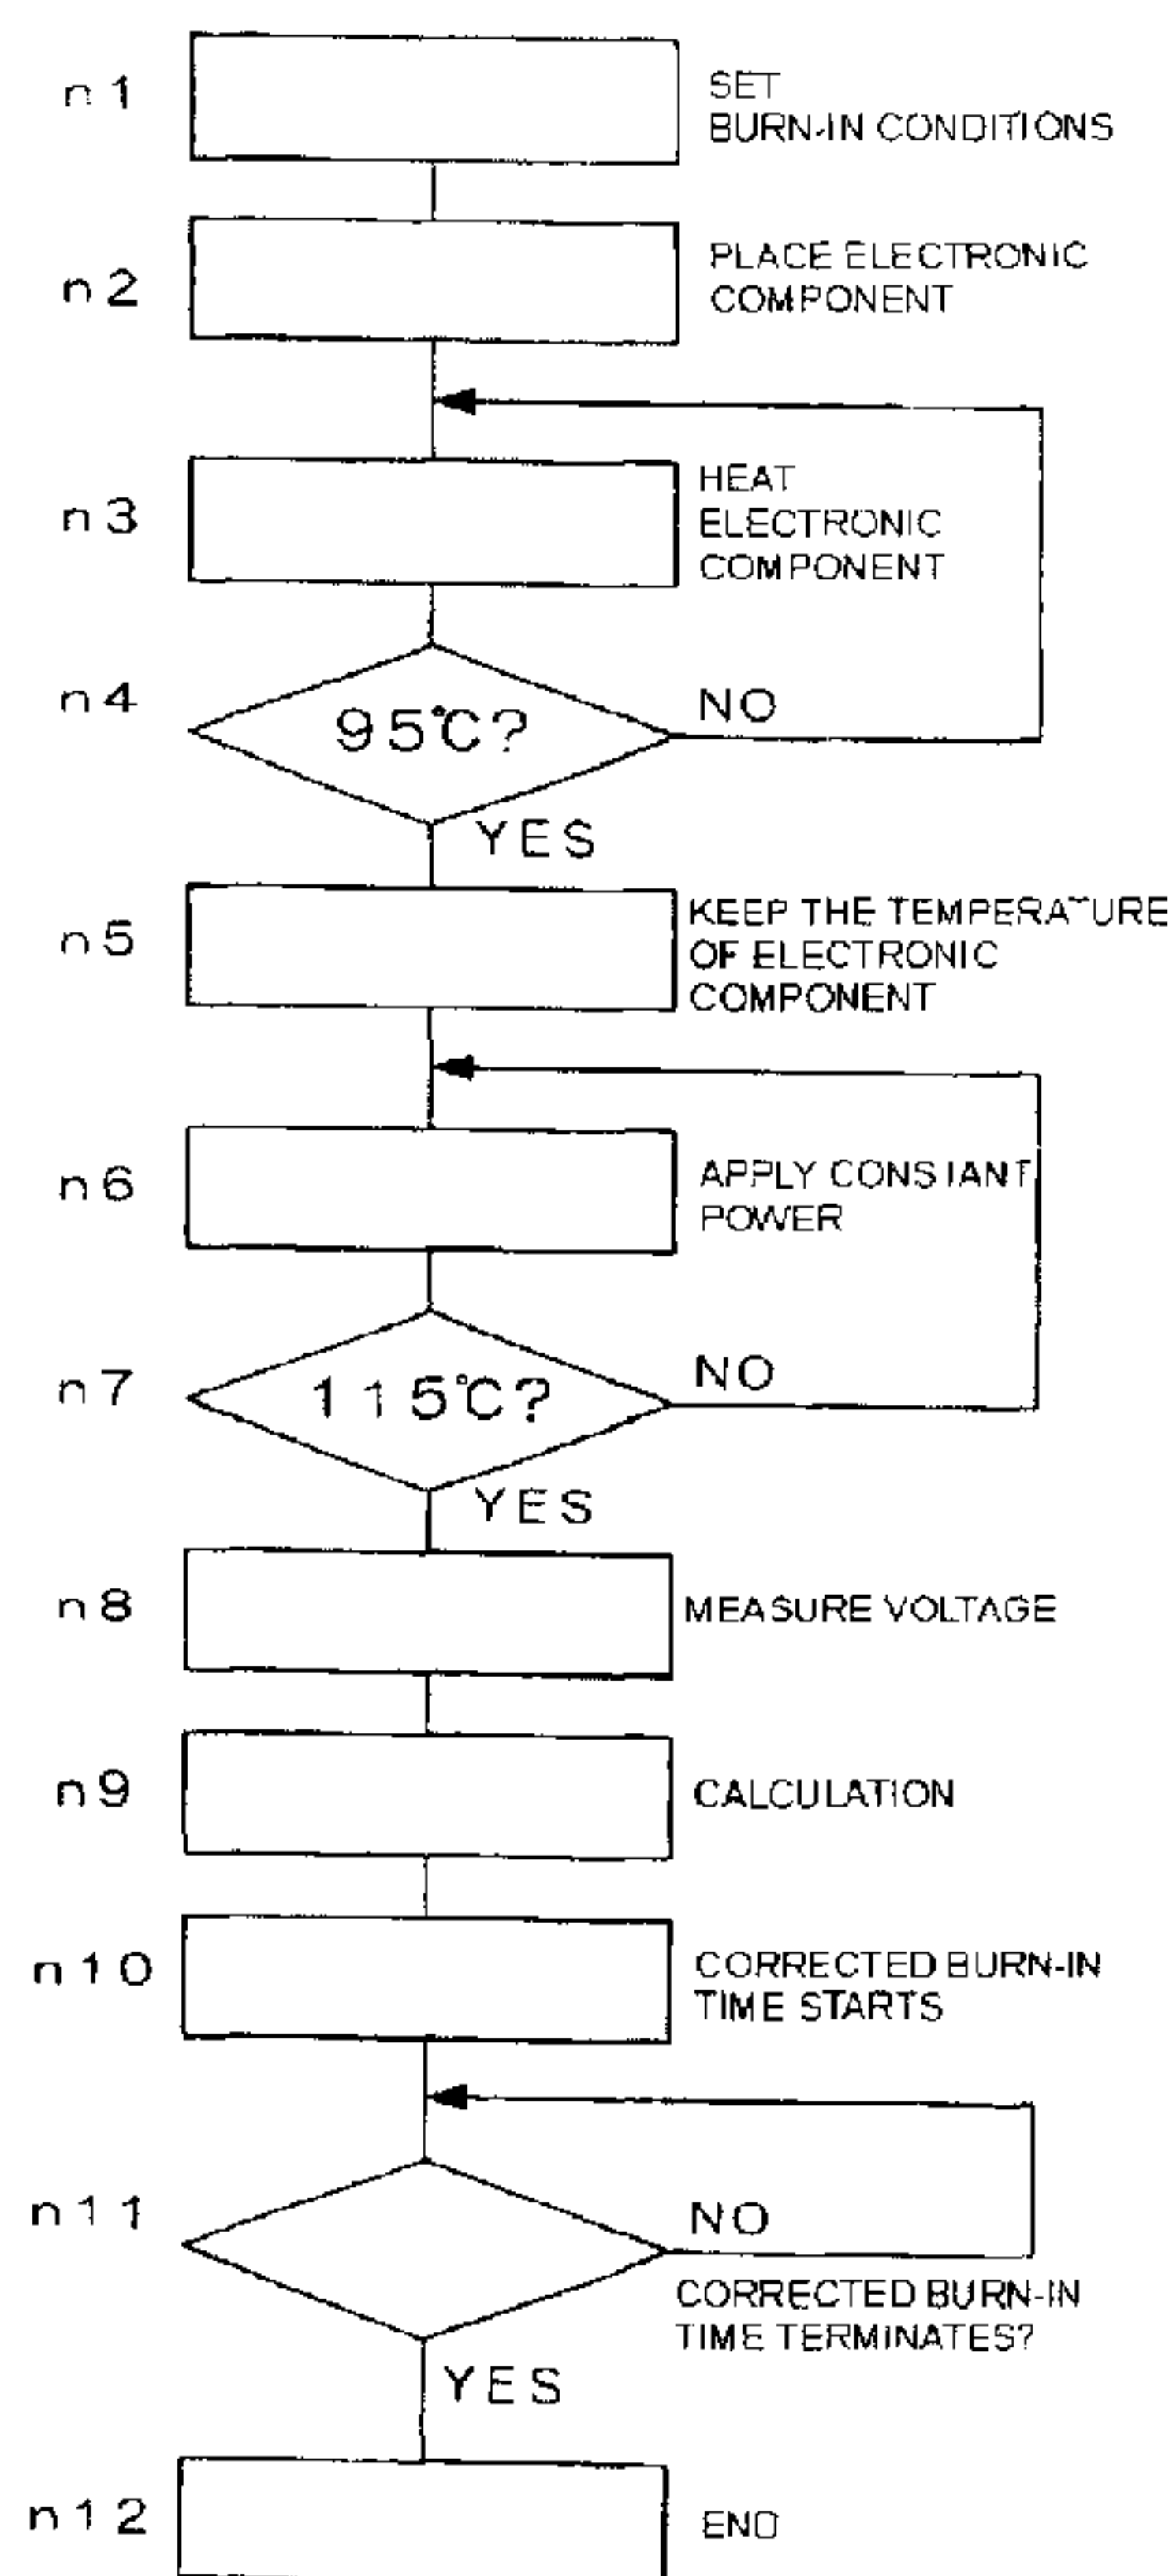 n1
SET
BURN-IN CONDITIONS
n2
PLACE ELECTRONIC
COMPONENT
n3
HEAT
ELECTRONIC
COMPONENT
n4
95℃?
NO
YES
n5
KEEP THE TEMPERATURE
OF ELECTRONIC
COMPONENT
n6
APPLY CONSTANT
POWER
n7
115℃?
NO
YES
n8
MEASURE VOLTAGE
n9
CALCULATION
n10
CORRECTED BURN-IN
TIME STARTS
n11
NO
CORRECTED BURN-IN
TIME TERMINATES?
YES
n12
END